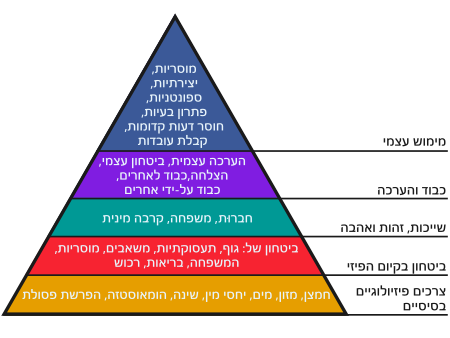 מוסריות,
יצירתיות,
ספונטניות,
פתרון בעיות,
חוסר דעות קדומות,
קבלת עובדות
מימוש עצמי
הערכה עצמית, ביטחון עצמי,
הצלחה,כבוד לאחרים,
כבוד על-ידי אחרים
כבוד והערכה
חברות, משפחה, קרבה מינית
שייכות, זהות ואהבה
ביטחון של: גוף, תעסוקתיות, משאבים, מוסריות,
המשפחה, בריאות, רכוש
ביטחון בקיום הפיזי
חמצן, מזון, מים, יחסי מין, שינה, הומאוסטזה, הפרשת פסולת
צרכים פיזיולוגיים
בסיסיים